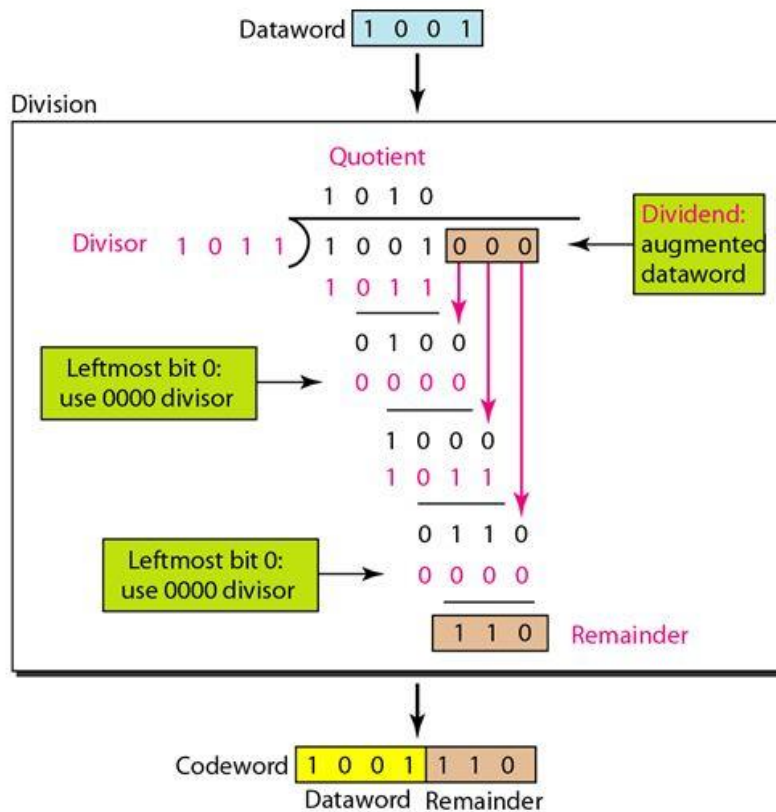 Dataword 1 0 0 1
Division
Quotient
1 0 1 0
Divisor 1 0 1 1 1 0 0 1 0 0 0
Dividend:
augmented
dataword
1 0 1 1
0 1 0 0
Leftmost bit 0:
use 0000 divisor
0 0 0 0
1 0 0 0
1 0 1 1
0 1 1 0
Leftmost bit 0:
use 0000 divisor
0 0 0 0
1 1 0 Remainder
Codeword 1 0 0 1 1 1 0
Dataword Remainder